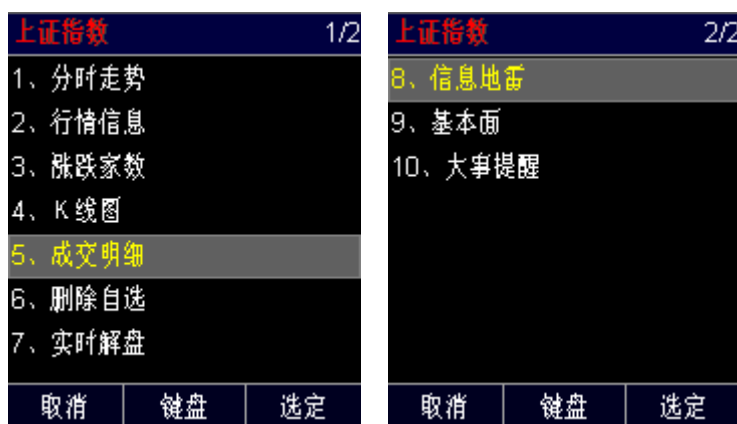 上证指数 1/2
1、分时走势
2、行情信息
3、涨跌家数
4、K线图
5、成交明细
6、删除自选
7、实时解盘
取消 键盘 选定
上证指数 2/2
8、信息地雷
9、基本面
10、大事提醒
取消 键盘 选定